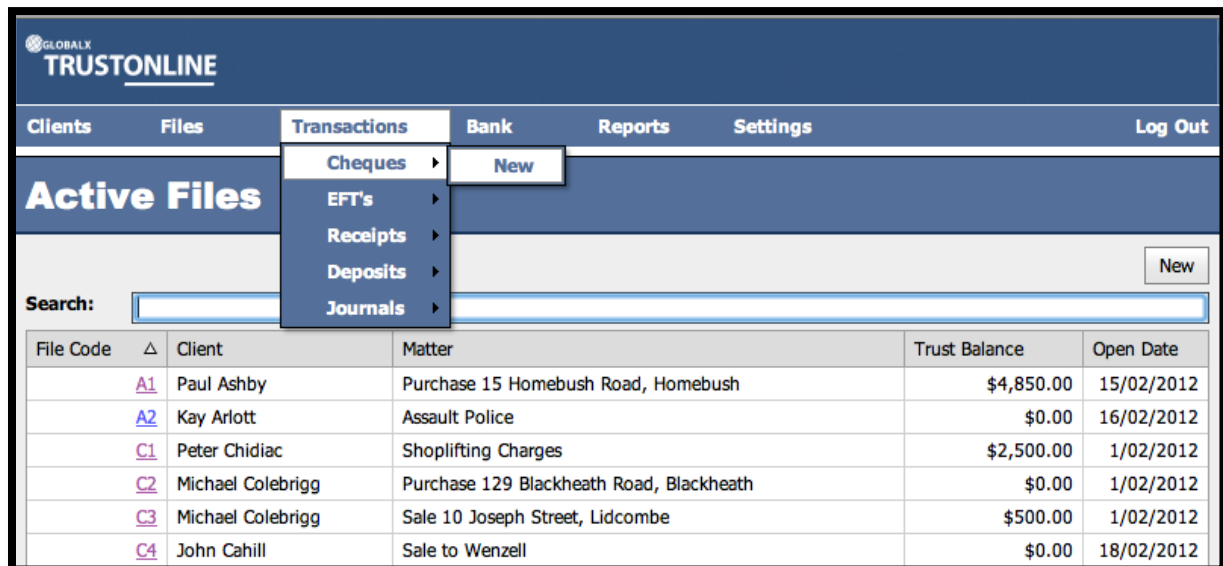 GLOBALX
TRUSTONLINE
Clients Files Transactions Bank Reports Settings Log Out
Cheques New
Active Files
EFT's
Receipts
Deposits
Journals
New
Search:
File Code Client Matter Trust Balance Open Date
A1 Paul Ashby Purchase 15 Homebush Road, Homebush $4,850.00 15/02/2012
A2 Kay Arlott Assault Police $0.00 16/02/2012
C1 Peter Chidiac Shoplifting Charges $2,500.00 1/02/2012
C2 Michael Colebrigg Purchase 129 Blackheath Road, Blackheath $0.00 1/02/2012
C3 Michael Colebrigg Sale 10 Joseph Street, Lidcombe $500.00 1/02/2012
C4 John Cahill Sale to Wenzell $0.00 18/02/2012